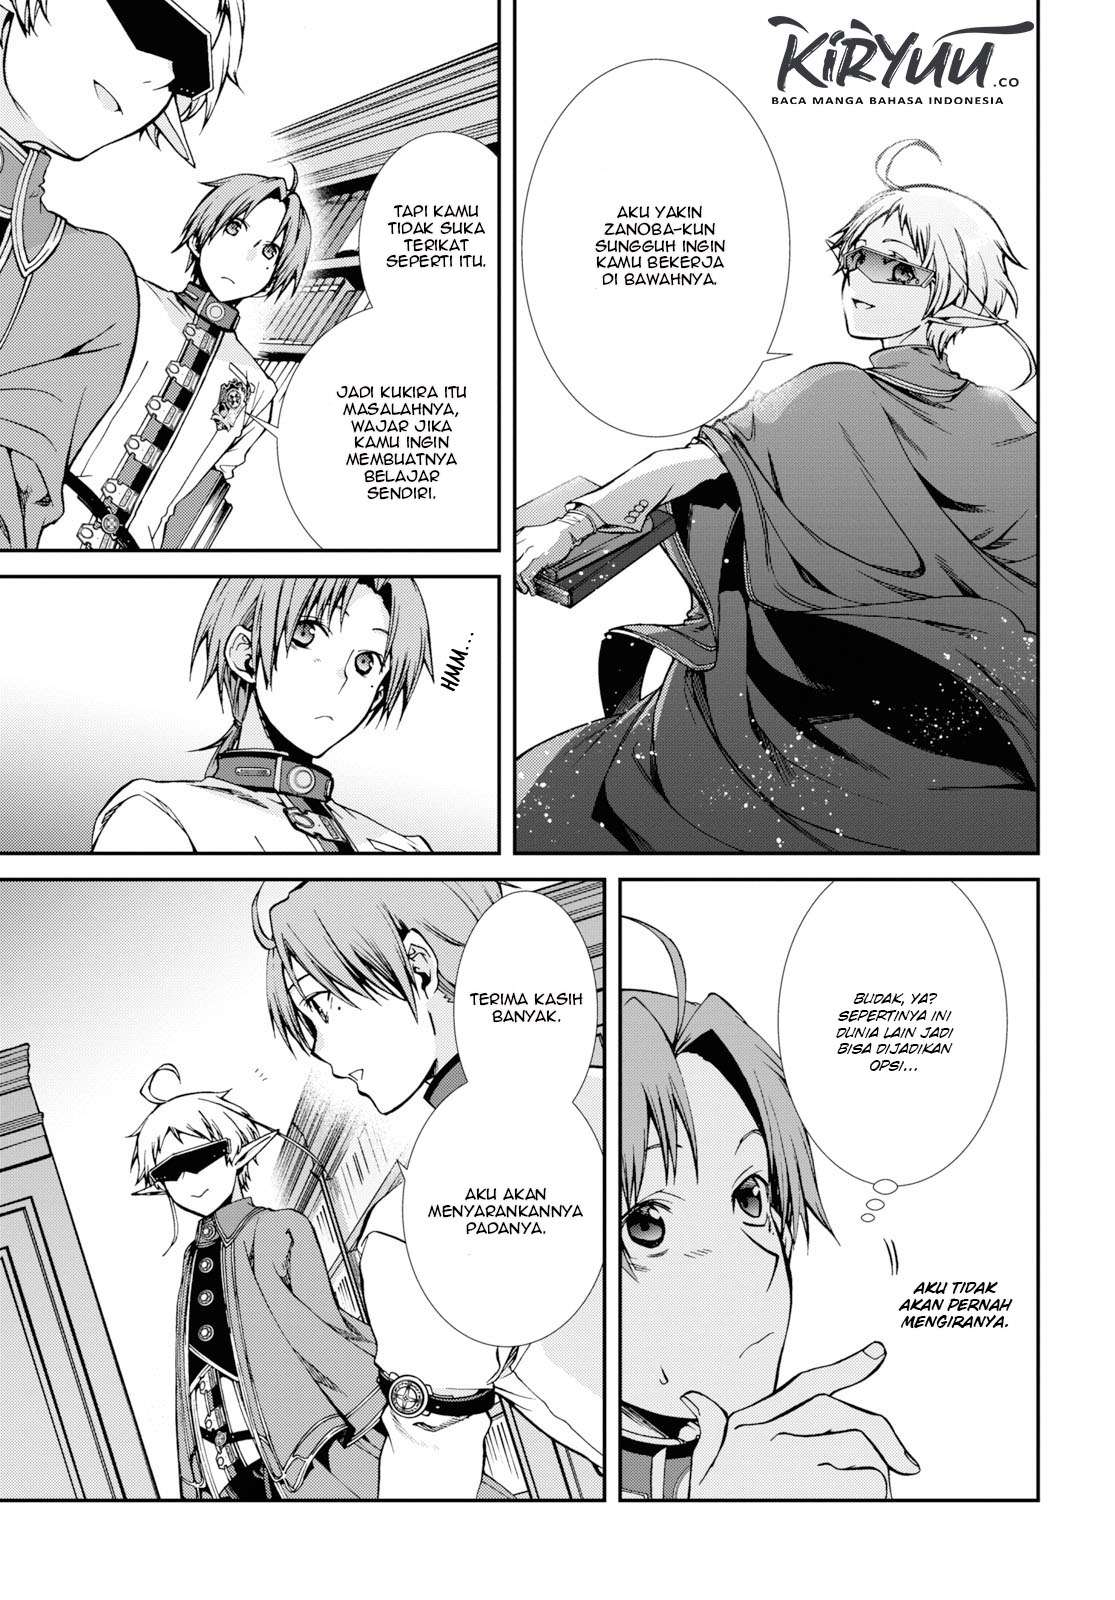 KIRYUU.CO
BACA MANGA BAHASA INDONESIA
AKU YAKIN
ZANOBA-KUN
SUNGGUH INGIN
KAMU BEKERJA
DI BAWAHNYA.
TAPI KAMU
TIDAK SUKA
TERIKAT
SEPERTI ITU.
JADI KUKIRA ITU
MASALAHNYA,
WAJAR JIKA
KAMU INGIN
MEMBUATNYA
BELAJAR
SENDIRI.
HMM...
BUDAK, YA?
SEPERTINYA INI
DUNIA LAIN JADI
BISA DIJADIKAN
OPSI...
AKU TIDAK
AKAN PERNAH
MENGIRANYA.
TERIMA KASIH
BANYAK.
AKU AKAN
MENYARANKANNYA
PADANYA.